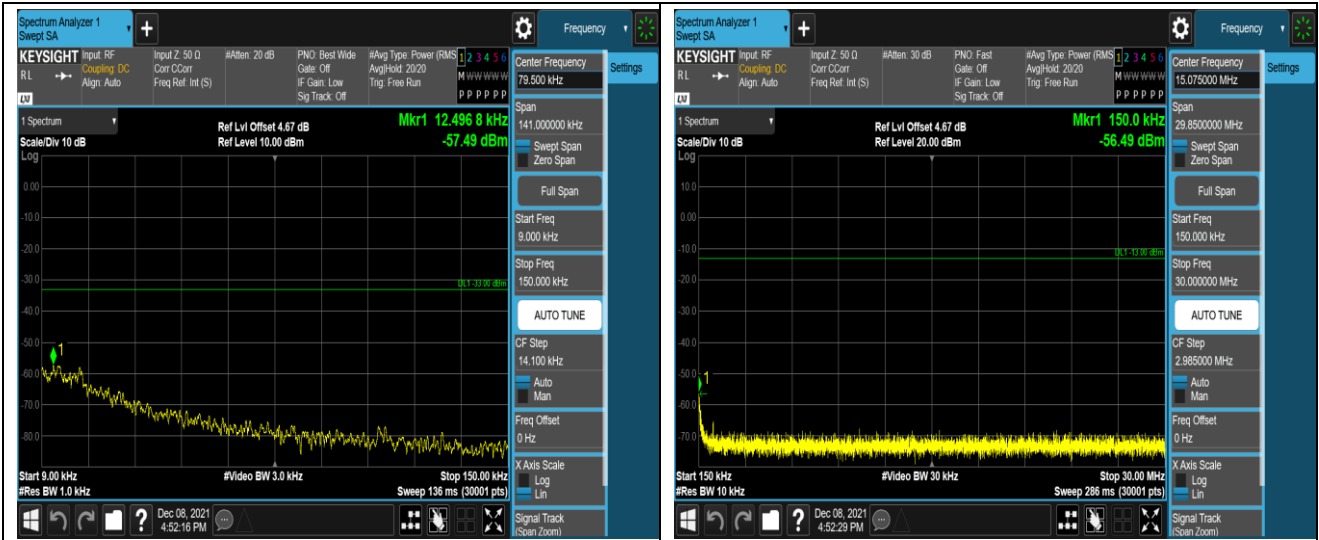 Spectrum Analyzer 1
Swept SA
+
Frequency
KEYSIGHT Input: RF Input Z: 50 Ω #Atten: 20 dB PNO: Best Wide #Avg Type: Power (RMS 1 2 3 4 5 6
RL Coupling: DC Corr CCorr Gate: Off Avg|Hold: 20/20 M W W W W W
Align: Auto Freq Ref: Int (S) IF Gain: Low Trig: Free Run
Sig Track: Off P P P P P P
LXI
1 Spectrum
Ref Lvl Offset 4.67 dB
Mkr1 12.496 8 kHz
Scale/Div 10 dB
Ref Level 10.00 dBm
-57.49 dBm
Log
0.00
-10.0
-20.0
-30.0
DL1 -33.00 dBm
-40.0
-50.0
1
-60.0
-70.0
-80.0
Start 9.00 kHz
#Video BW 3.0 kHz
Stop 150.00 kHz
#Res BW 1.0 kHz
Sweep 136 ms (30001 pts)
Dec 08, 2021
4:52:16 PM
?
Center Frequency
79.500 kHz
Settings
Span
141.000000 kHz
Swept Span
Zero Span
Full Span
Start Freq
9.000 kHz
Stop Freq
150.000 kHz
AUTO TUNE
CF Step
14.100 kHz
Auto
Man
Freq Offset
0 Hz
X Axis Scale
Log
Lin
Signal Track
(Span Zoom)
Spectrum Analyzer 1
Swept SA
+
Frequency
KEYSIGHT Input: RF Input Z: 50 Ω #Atten: 30 dB PNO: Fast #Avg Type: Power (RMS 1 2 3 4 5 6
RL Coupling: DC Corr CCorr Gate: Off Avg|Hold: 20/20 M W W W W W
Align: Auto Freq Ref: Int (S) IF Gain: Low Trig: Free Run
Sig Track: Off P P P P P P
LXI
1 Spectrum
Ref Lvl Offset 4.67 dB
Mkr1 150.0 kHz
Scale/Div 10 dB
Ref Level 20.00 dBm
-56.49 dBm
Log
10.0
0.00
-10.0
DL1 -13.00 dBm
-20.0
-30.0
-40.0
-50.0
1
-60.0
-70.0
Start 150 kHz
#Video BW 30 kHz
Stop 30.00 MHz
#Res BW 10 kHz
Sweep 286 ms (30001 pts)
Dec 08, 2021
4:52:29 PM
?
Center Frequency
15.075000 MHz
Settings
Span
29.8500000 MHz
Swept Span
Zero Span
Full Span
Start Freq
150.000 kHz
Stop Freq
30.000000 MHz
AUTO TUNE
CF Step
2.985000 MHz
Auto
Man
Freq Offset
0 Hz
X Axis Scale
Log
Lin
Signal Track
(Span Zoom)